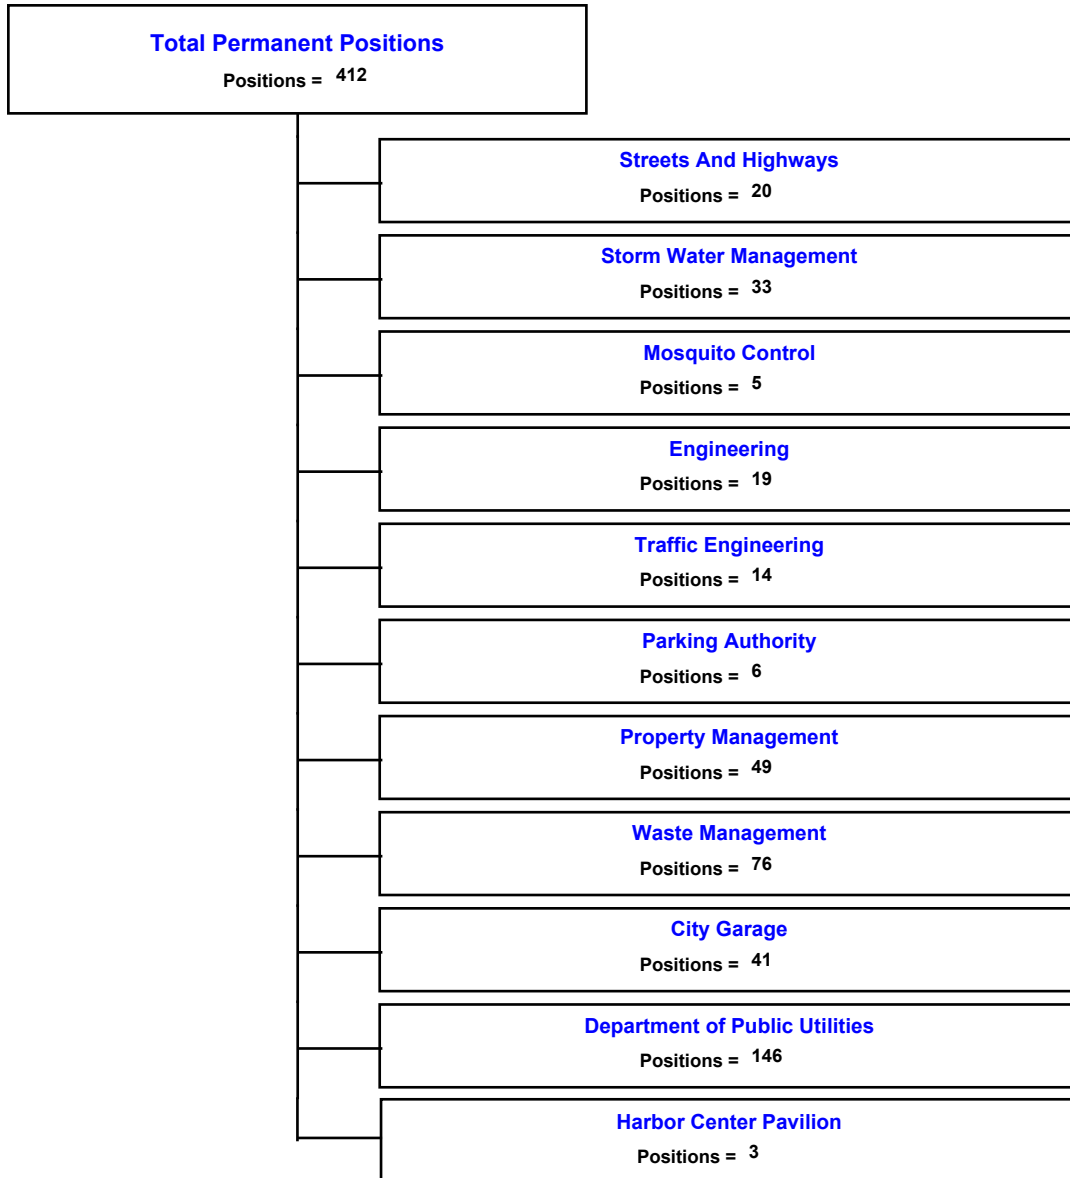 Total Permanent Positions
Positions = 412
Streets And Highways
Positions = 20
Storm Water Management
Positions = 33
Mosquito Control
Positions = 5
Engineering
Positions = 19
Traffic Engineering
Positions = 14
Parking Authority
Positions = 6
Property Management
Positions = 49
Waste Management
Positions = 76
City Garage
Positions = 41
Department of Public Utilities
Positions = 146
Harbor Center Pavilion
Positions = 3